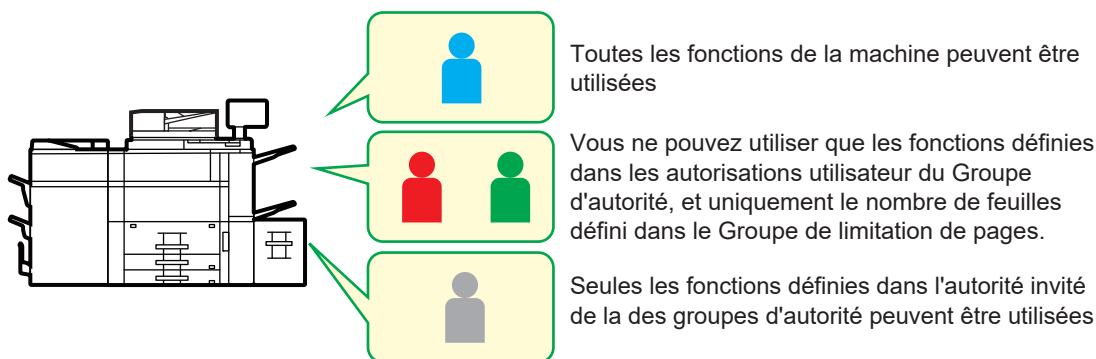 Toutes les fonctions de la machine peuvent être
utilisées
Vous ne pouvez utiliser que les fonctions définies
dans les autorisations utilisateur du Groupe
d'autorité, et uniquement le nombre de feuilles
défini dans le Groupe de limitation de pages.
Seules les fonctions définies dans l'autorité invité
de la des groupes d'autorité peuvent être utilisées